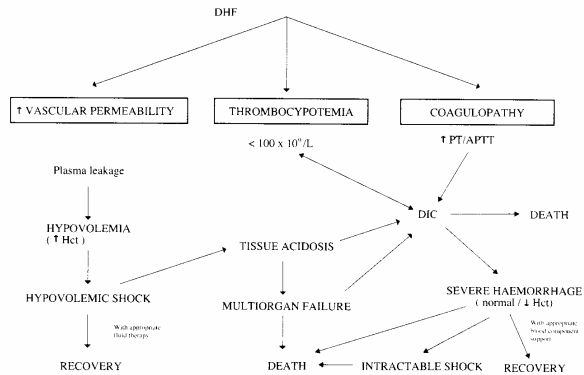 DHF
↑ VASCULAR PERMEABILITY
THROMBOCYPOTEMIA
COAGULOPATHY
< 100 x 10⁹/L
↑ PT/APTT
Plasma leakage
DIC
DEATH
HYPOVOLEMIA
( ↑ Hct )
TISSUE ACIDOSIS
HYPOVOLEMIC SHOCK
MULTIORGAN FAILURE
SEVERE HAEMORRHAGE
( normal / ↓ Hct)
With appropriate
fluid therapy
With appropriate
blood component
support
RECOVERY
DEATH
INTRACTABLE SHOCK
RECOVERY